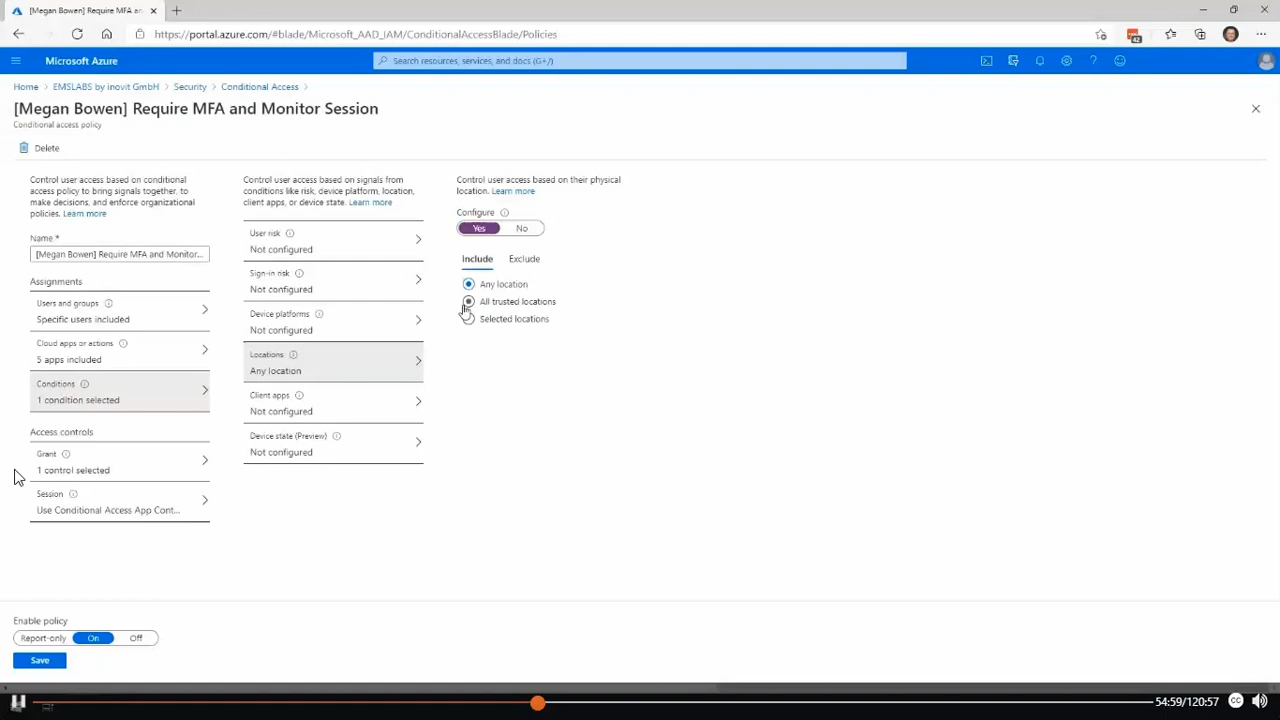 [Megan Bowen] Require MFA and ar
https://portal.azure.com/#blade/Microsoft_AAD_IAM/ConditionalAccessBlade/Policies
42
Microsoft Azure
Search resources, services, and docs (G+/)
Home > EMSLABS by inovit GmbH > Security > Conditional Access >
[Megan Bowen] Require MFA and Monitor Session
Conditional access policy
Delete
Control user access based on conditional
access policy to bring signals together, to
make decisions, and enforce organizational
policies. Learn more
Name *
[Megan Bowen] Require MFA and Monitor...
Assignments
Users and groups
Specific users included
Cloud apps or actions
5 apps included
Conditions
1 condition selected
Access controls
Grant
1 control selected
Session
Use Conditional Access App Cont...
Control user access based on signals from
conditions like risk, device platform, location,
client apps, or device state. Learn more
User risk
Not configured
Sign-in risk
Not configured
Device platforms
Not configured
Locations
Any location
Client apps
Not configured
Device state (Preview)
Not configured
Control user access based on their physical
location. Learn more
Configure
Yes No
Include Exclude
Any location
All trusted locations
Selected locations
Enable policy
Report-only On Off
Save
54:59/120:57
CC